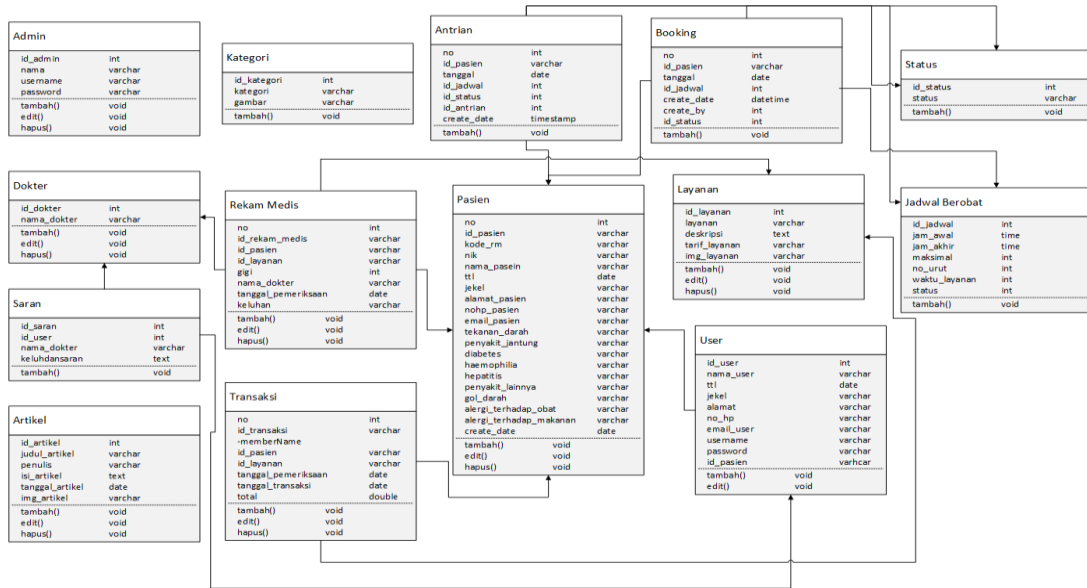 Admin
id_admin int
nama varchar
username varchar
password varchar
tambah() void
edit() void
hapus() void
Kategori
id_kategori int
kategori varchar
gambar varchar
tambah() void
Antrian
no int
id_pasien varchar
tanggal date
id_jadwal int
id_status int
id_antrian int
create_date timestamp
tambah() void
Booking
no int
id_pasien varchar
tanggal date
id_jadwal int
create_date datetime
create_by int
id_status int
tambah() void
Status
id_status int
status varchar
tambah() void
Dokter
id_dokter int
nama_dokter varchar
tambah() void
edit() void
hapus() void
Rekam Medis
no int
id_rekam_medis varchar
id_pasien varchar
id_layanan varchar
gigi int
nama_dokter varchar
tanggal_pemeriksaan date
keluhan varchar
tambah() void
edit() void
hapus() void
Pasien
no int
id_pasien varchar
kode_rm varchar
nik varchar
nama_pasein varchar
ttl date
jekel varchar
alamat_pasien varchar
nohp_pasien varchar
email_pasien varchar
tekanan_darah varchar
penyakit_jantung varchar
diabetes varchar
haemophilia varchar
hepatitis varchar
penyakit_lainnya varchar
gol_darah varchar
alergi_terhadap_obat varchar
alergi_terhadap_makanan varchar
create_date date
tambah() void
edit() void
hapus() void
Layanan
id_layanan int
layanan varchar
deskripsi text
tarif_layanan varchar
img_layanan varchar
tambah() void
edit() void
hapus() void
Jadwal Berobat
id_jadwal int
jam_awal time
jam_akhir time
maksimal int
no_urut int
waktu_layanan int
status int
tambah() void
Saran
id_saran int
id_user int
nama_dokter varchar
keluhdansaran text
tambah() void
User
id_user int
nama_user varchar
ttl date
jekel varchar
alamat varchar
no_hp varchar
email_user varchar
username varchar
password varchar
id_pasien varhcar
tambah() void
edit() void
Transaksi
no int
id_transaksi varchar
-memberName
id_pasien varchar
id_layanan varchar
tanggal_pemeriksaan date
tanggal_transaksi date
total double
tambah() void
edit() void
hapus() void
Artikel
id_artikel int
judul_artikel varchar
penulis varchar
isi_artikel text
tanggal_artikel date
img_artikel varchar
tambah() void
edit() void
hapus() void